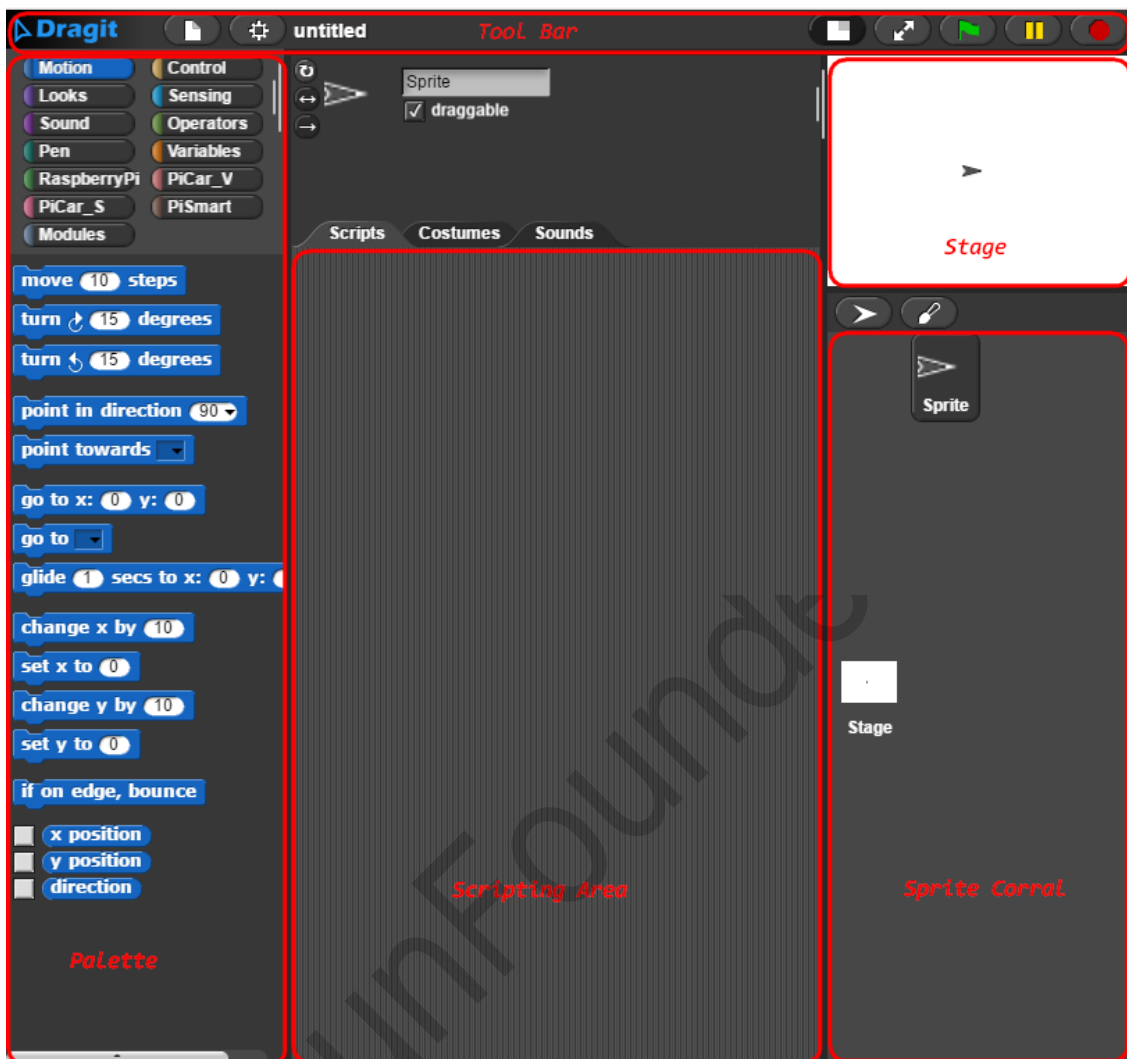 Dragit
untitled
Tool Bar
Motion
Control
Looks
Sensing
Sound
Operators
Pen
Variables
RaspberryPi
PiCar_V
PiCar_S
PiSmart
Modules
Sprite
draggable
Scripts
Costumes
Sounds
Stage
move 10 steps
turn 15 degrees
turn 15 degrees
point in direction 90
point towards
go to x: 0 y: 0
go to
glide 1 secs to x: 0 y:
change x by 10
set x to 0
change y by 10
set y to 0
if on edge, bounce
x position
y position
direction
Palette
Scripting Area
Sprite
Stage
Sprite Corral
unFounde